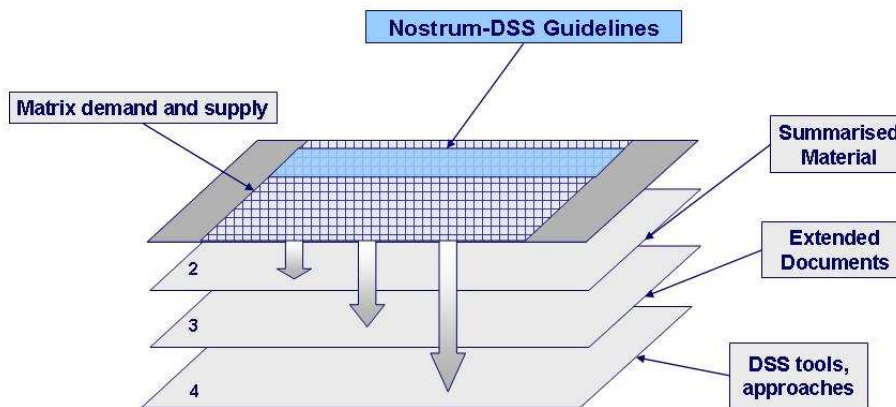 Nostrum-DSS Guidelines
Matrix demand and supply
Summarised
Material
2
Extended
Documents
3
DSS tools,
approaches
4